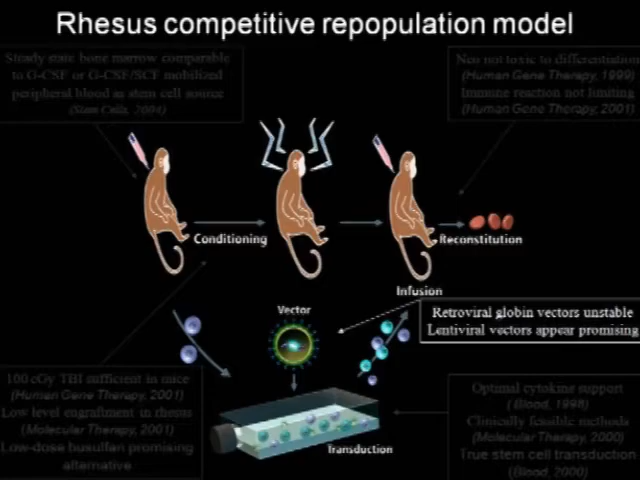 Rhesus competitive repopulation model
Steady state bone marrow comparable
to G-CSF or G-CSF/SCF mobilized
peripheral blood as stem cell source
(Stem Cells, 2004)
Neo not toxic to differentiation
(Human Gene Therapy, 1999)
Immune reaction not limiting
(Human Gene Therapy, 2001)
Conditioning
Reconstitution
Infusion
Vector
Retroviral globin vectors unstable
Lentiviral vectors appear promising
100 cGy TBI sufficient in mice
(Human Gene Therapy, 2001)
Low level engraftment in rhesus
(Molecular Therapy, 2001)
Low-dose busulfan promising
alternative
Optimal cytokine support
(Blood, 1998)
Clinically feasible methods
(Molecular Therapy, 2000)
True stem cell transduction
(Blood, 2000)
Transduction